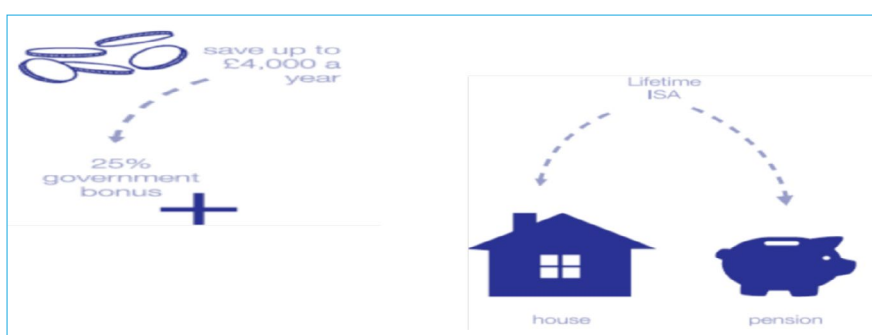 save up to
£4,000 a
year
25%
government
bonus
Lifetime
ISA
house
pension